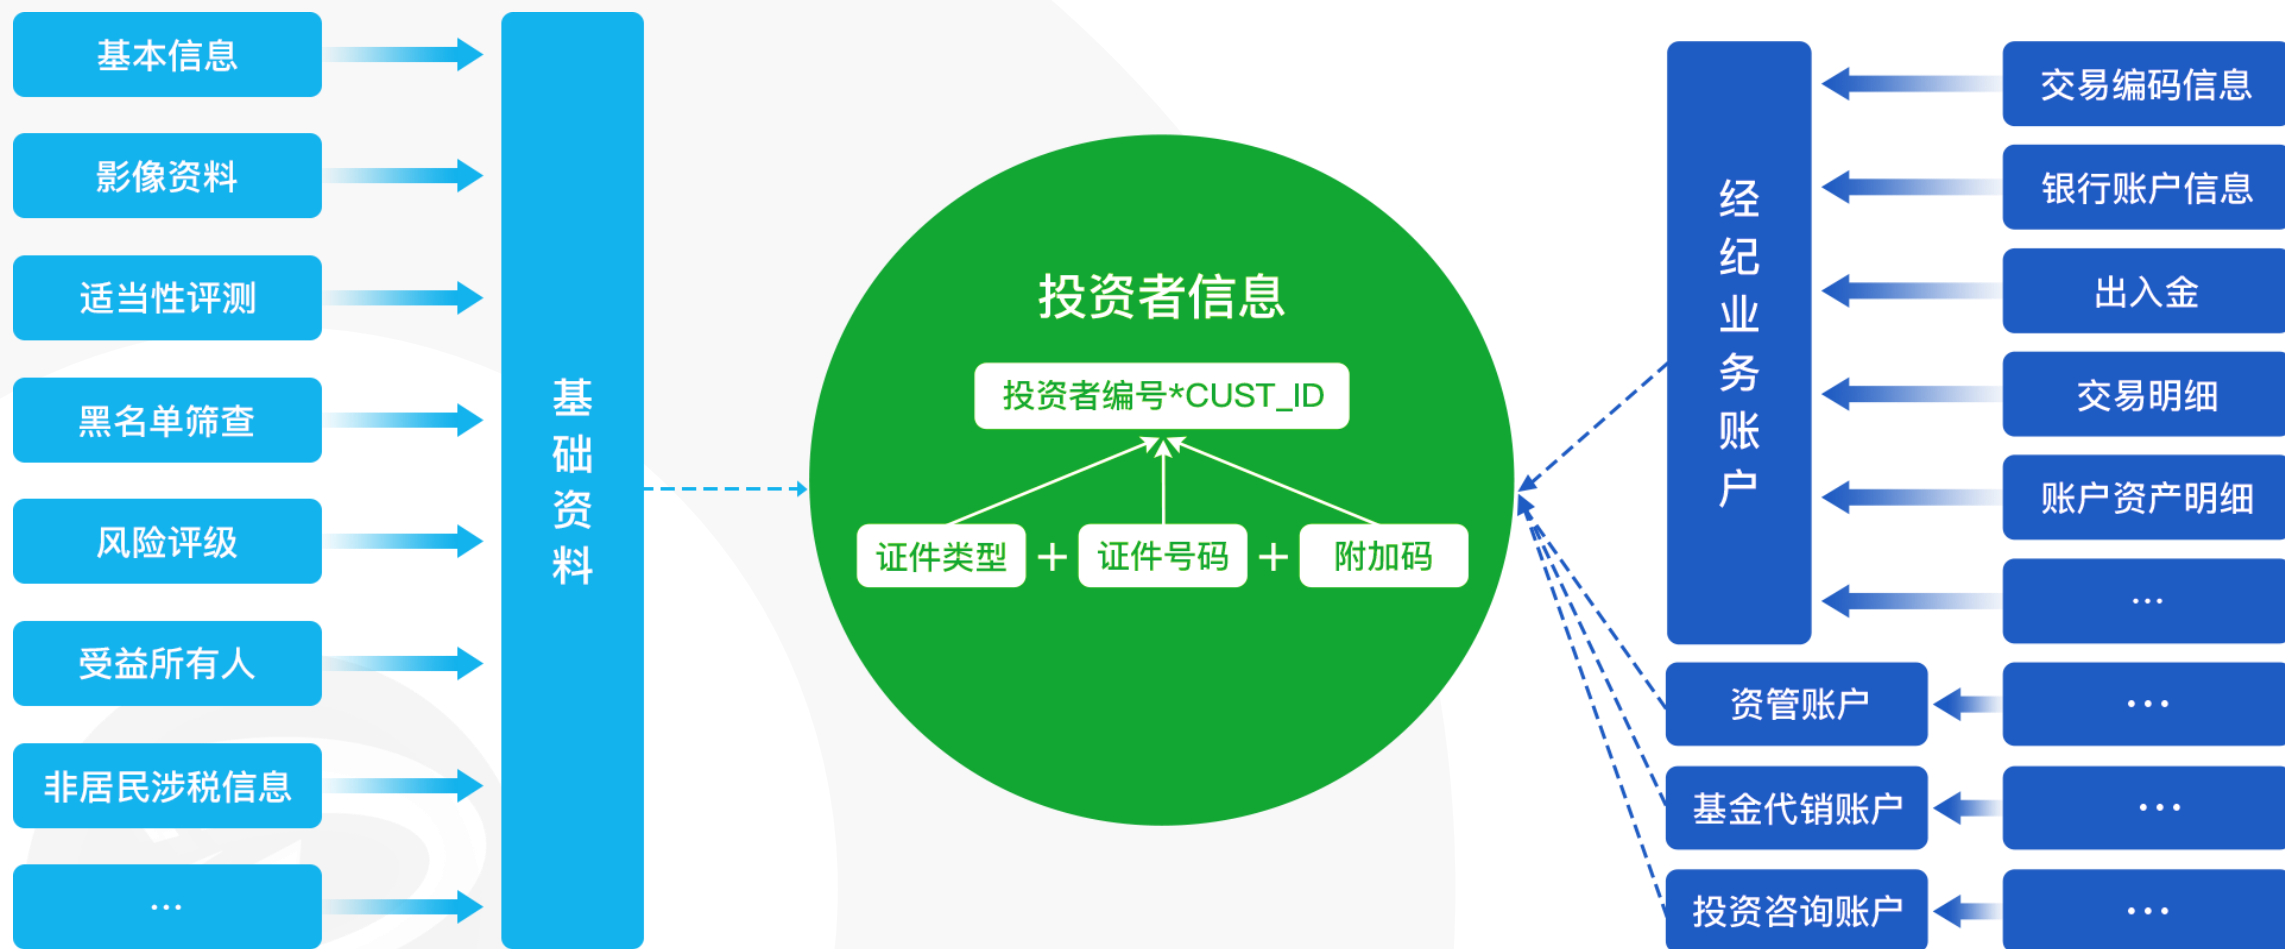 基本信息
影像资料
适当性评测
黑名单筛查
风险评级
受益所有人
非居民涉税信息
...
基础资料
投资者信息
投资者编号*CUST_ID
证件类型 + 证件号码 + 附加码
经纪业务账户
资管账户
基金代销账户
投资咨询账户
交易编码信息
银行账户信息
出入金
交易明细
账户资产明细
...
...
...
...